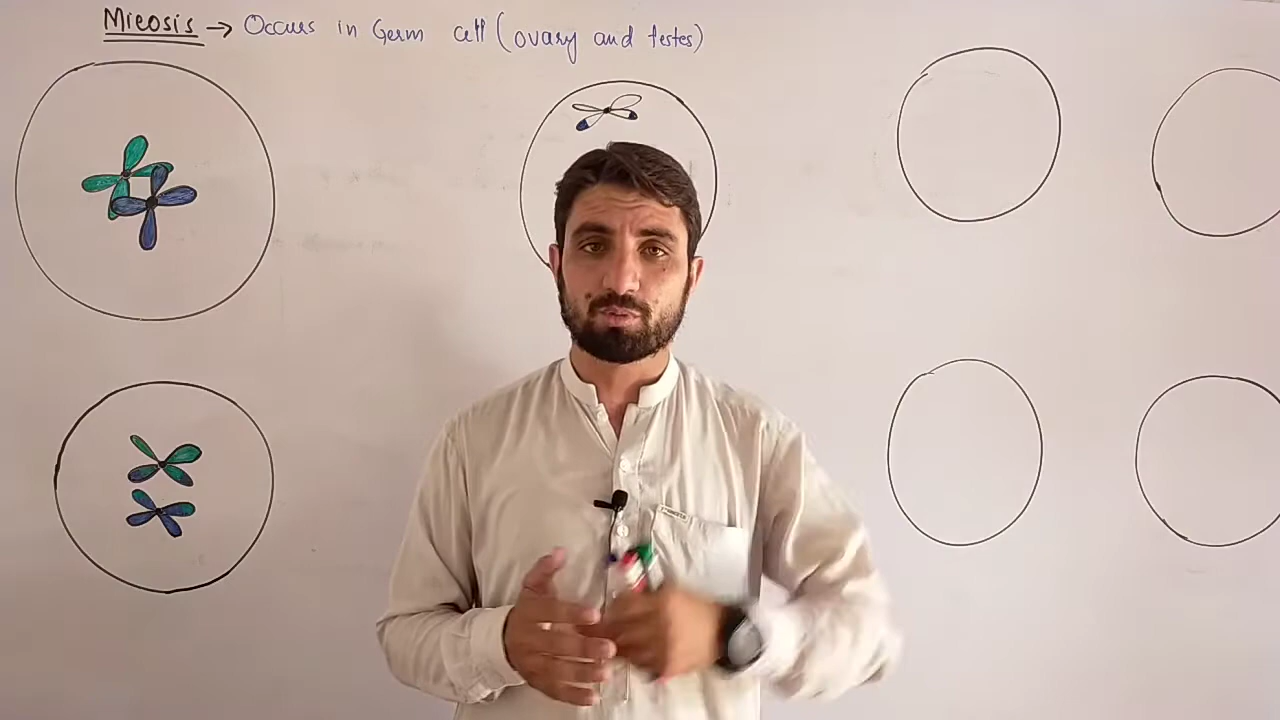 Mieosis → Occurs in Germ cell (ovary and testes)